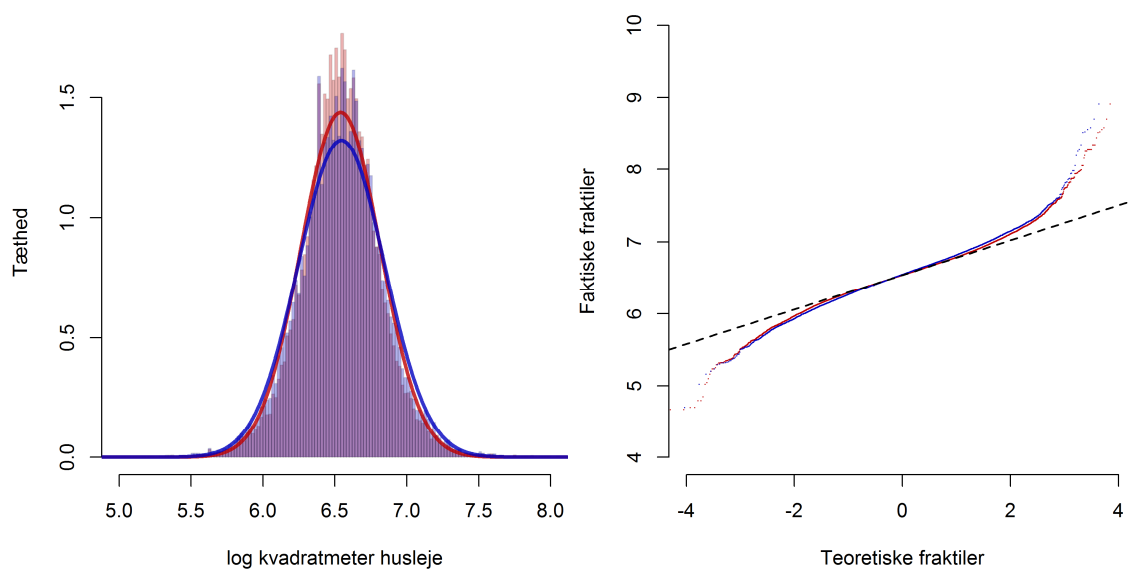 Tæthed
1.5
1.0
0.5
0.0
5.0 5.5 6.0 6.5 7.0 7.5 8.0
log kvadratmeter husleje
Faktiske fraktiler
10
9
8
7
6
5
4
-4 -2 0 2 4
Teoretiske fraktiler